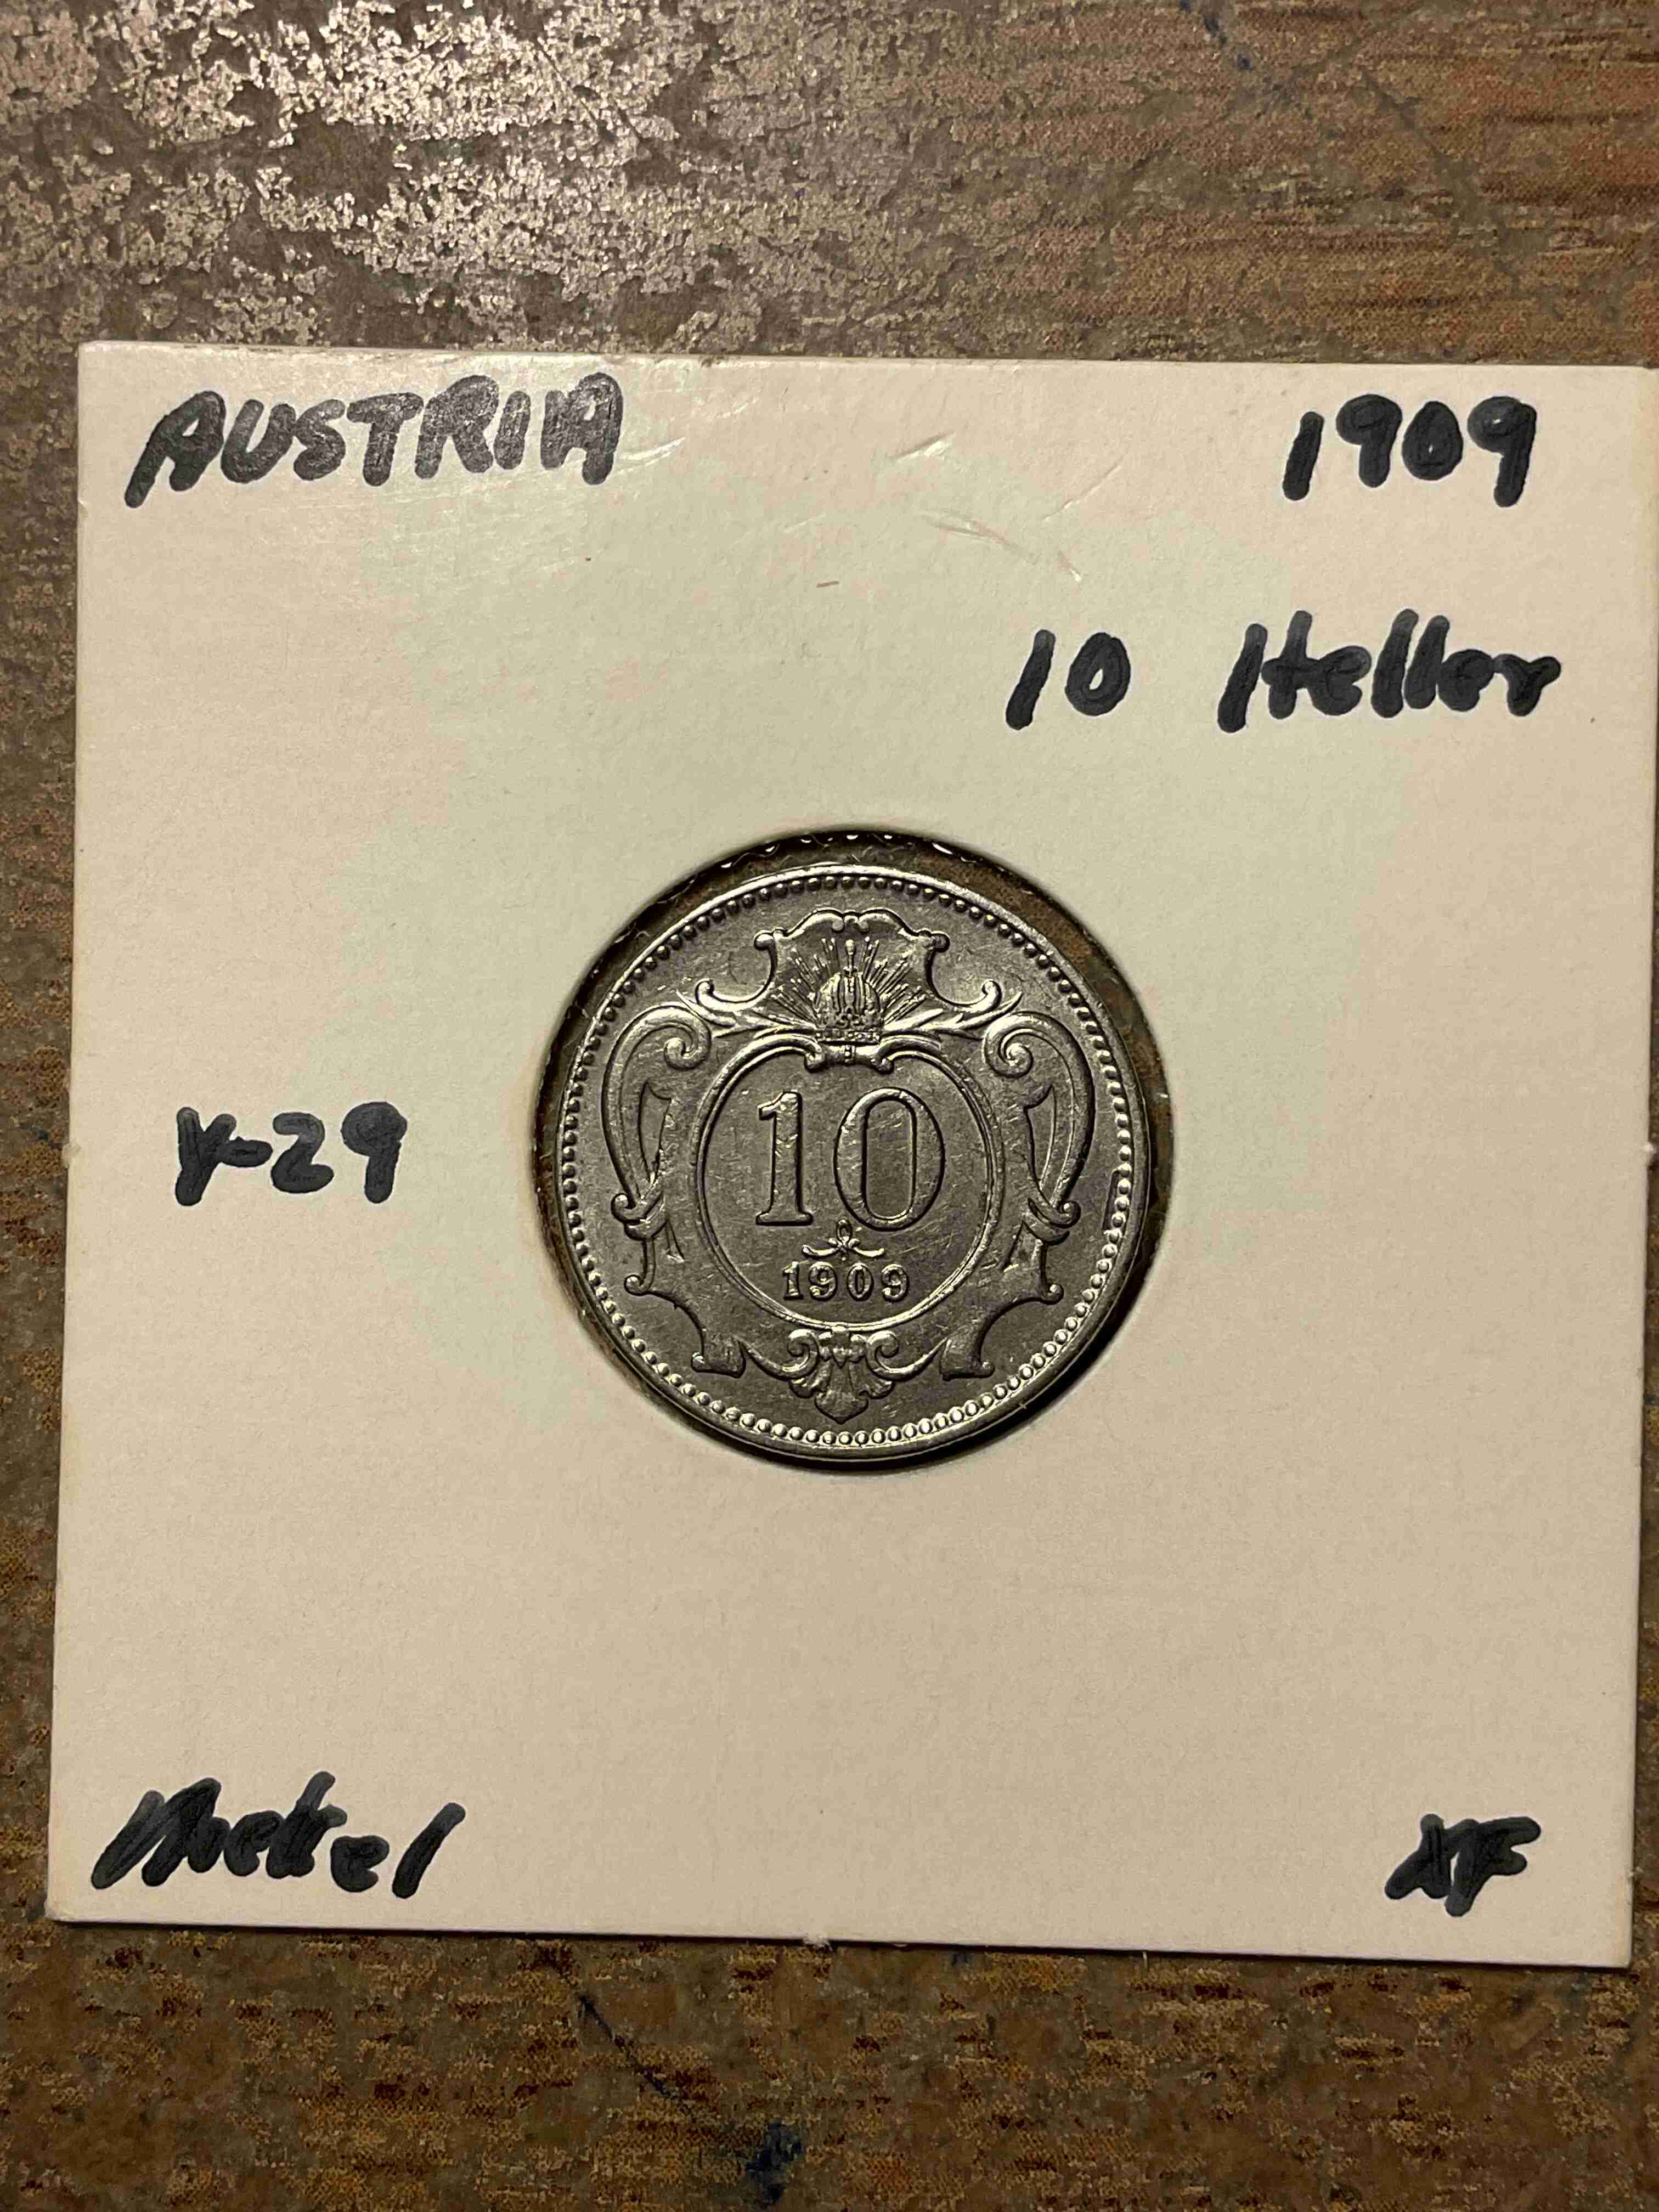 AUSTRIA 1909
10 Heller
10
Y-29
1909
Nickel XF